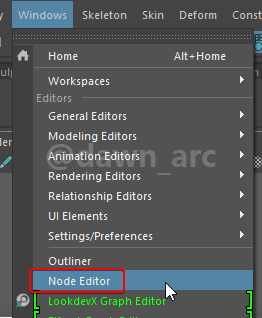 Windows Skeleton Skin Deform Const
Home Alt+Home
Workspaces
Editors
General Editors
Modeling Editors
Animation Editors
@dawn_arc
Rendering Editors
Relationship Editors
UI Elements
Settings/Preferences
Outliner
Node Editor
LookdevX Graph Editor